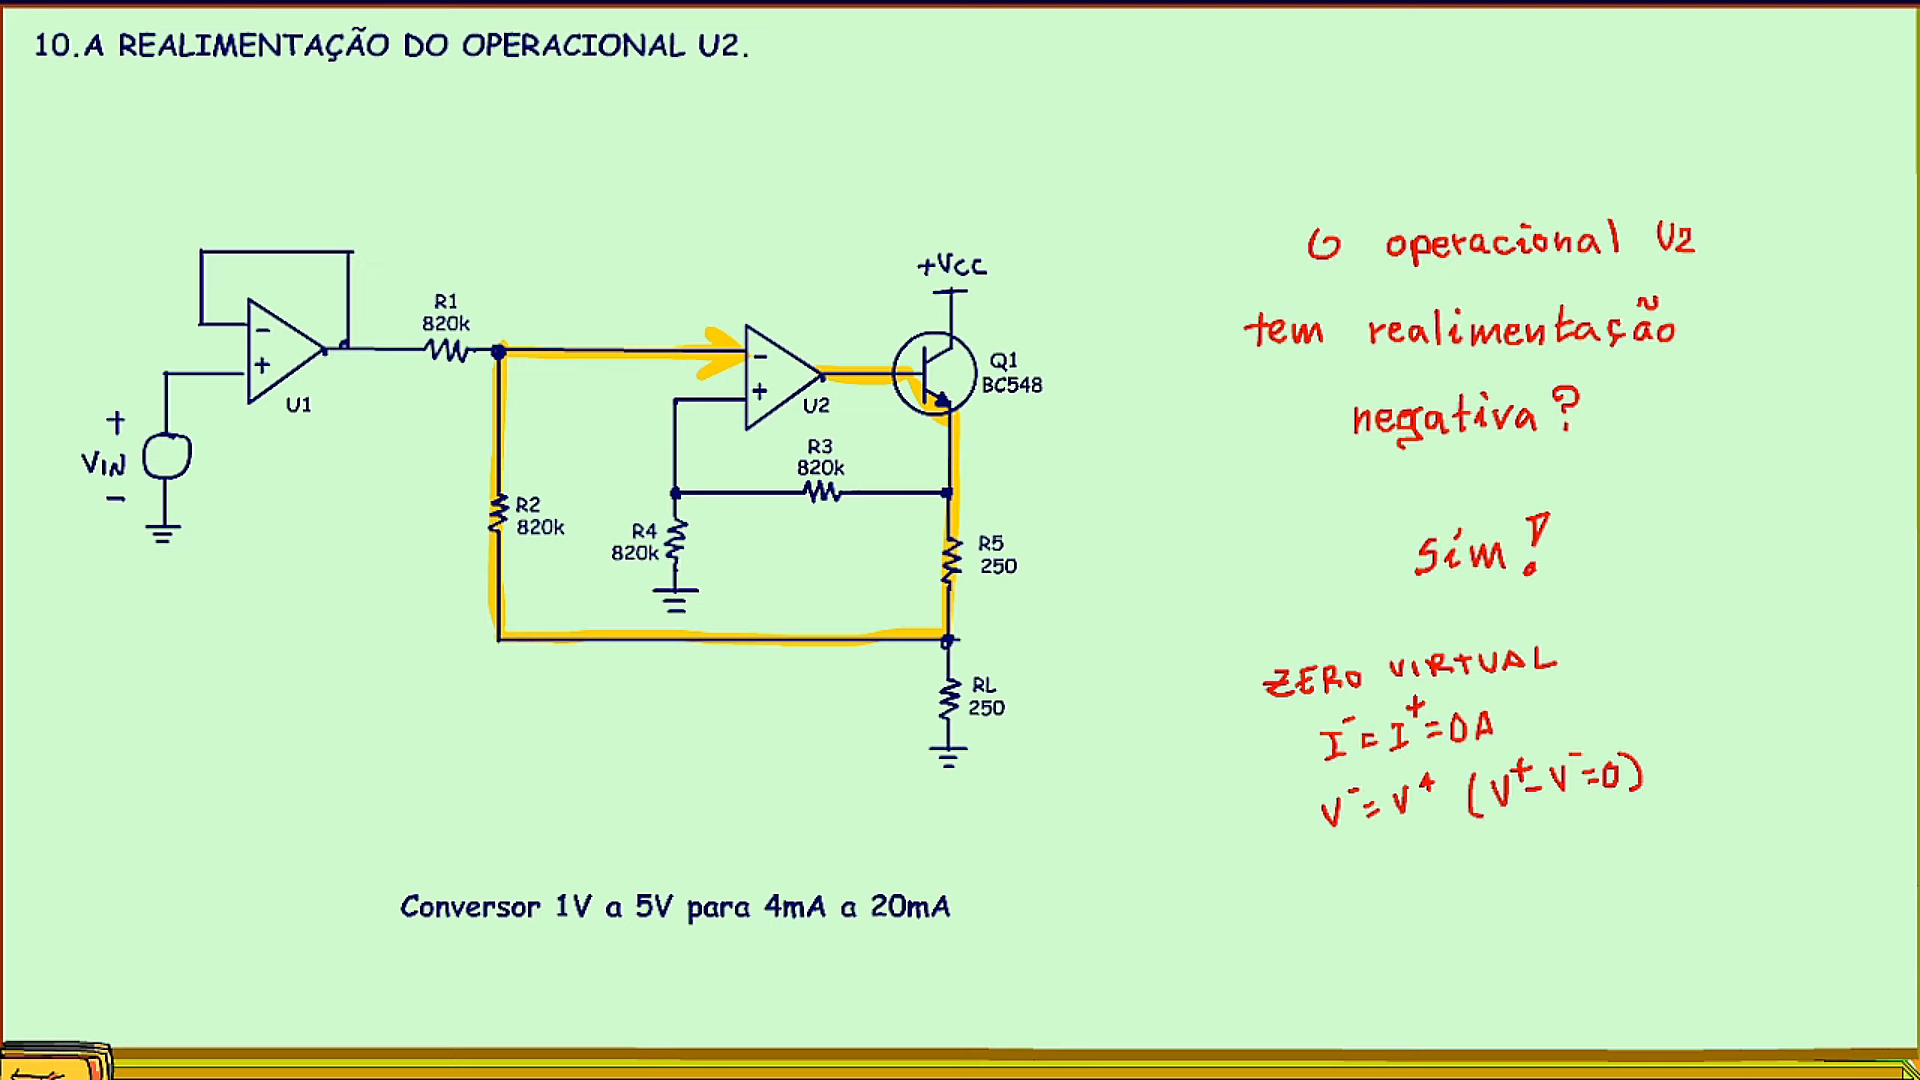 10.A REALIMENTAÇÃO DO OPERACIONAL U2.
O operacional U2
tem realimentação
negativa?
Sim!
ZERO VIRTUAL
I⁻ = I⁺ = 0A
V⁻ = V⁺ (V⁺ - V⁻ = 0)
+VCC
R1
820k
-
+
U1
+
VIN
-
-
+
U2
Q1
BC548
R3
820k
R2
820k
R4
820k
R5
250
RL
250
Conversor 1V a 5V para 4mA a 20mA